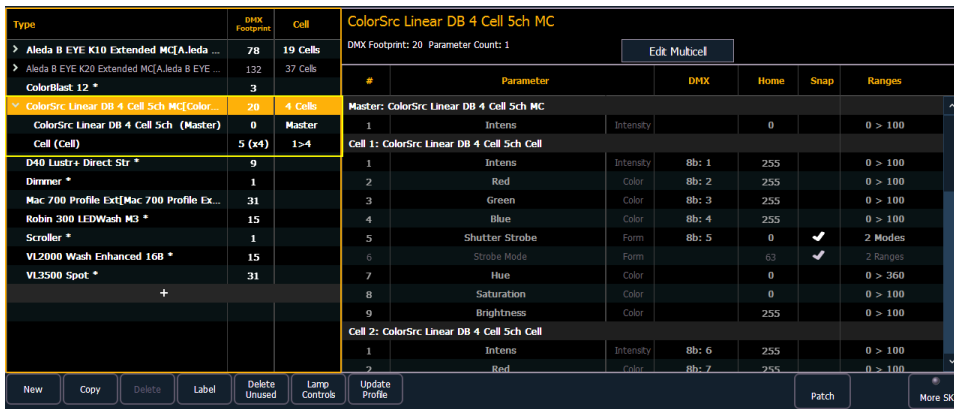 Type DMX Footprint Cell
> Aleda B EYE K10 Extended MC[A.leda ... 78 19 Cells
> Aleda B EYE K20 Extended MC[A.leda B EYE ... 132 37 Cells
ColorBlast 12 * 3
ColorSrc Linear DB 4 Cell 5ch MC[Color... 20 4 Cells
ColorSrc Linear DB 4 Cell 5ch (Master) 0 Master
Cell (Cell) 5 (x4) 1>4
D40 Lustr+ Direct Str * 9
Dimmer * 1
Mac 700 Profile Ext[Mac 700 Profile Ex... 31
Robin 300 LEDWash M3 * 15
Scroller * 1
VL2000 Wash Enhanced 16B * 15
VL3500 Spot * 31
+
ColorSrc Linear DB 4 Cell 5ch MC
DMX Footprint: 20 Parameter Count: 1
Edit Multicell
# Parameter DMX Home Snap Ranges
Master: ColorSrc Linear DB 4 Cell 5ch MC
1 Intens Intensity 0 0 > 100
Cell 1: ColorSrc Linear DB 4 Cell 5ch Cell
1 Intens Intensity 8b: 1 255 0 > 100
2 Red Color 8b: 2 255 0 > 100
3 Green Color 8b: 3 255 0 > 100
4 Blue Color 8b: 4 255 0 > 100
5 Shutter Strobe Form 8b: 5 0 2 Modes
6 Strobe Mode Form 63 2 Ranges
7 Hue Color 0 0 > 360
8 Saturation Color 0 0 > 100
9 Brightness Color 255 0 > 100
Cell 2: ColorSrc Linear DB 4 Cell 5ch Cell
1 Intens Intensity 8b: 6 255 0 > 100
2 Red Color 8b: 7 255 0 > 100
New Copy Delete Label Delete Unused Lamp Controls Update Profile Patch More SK